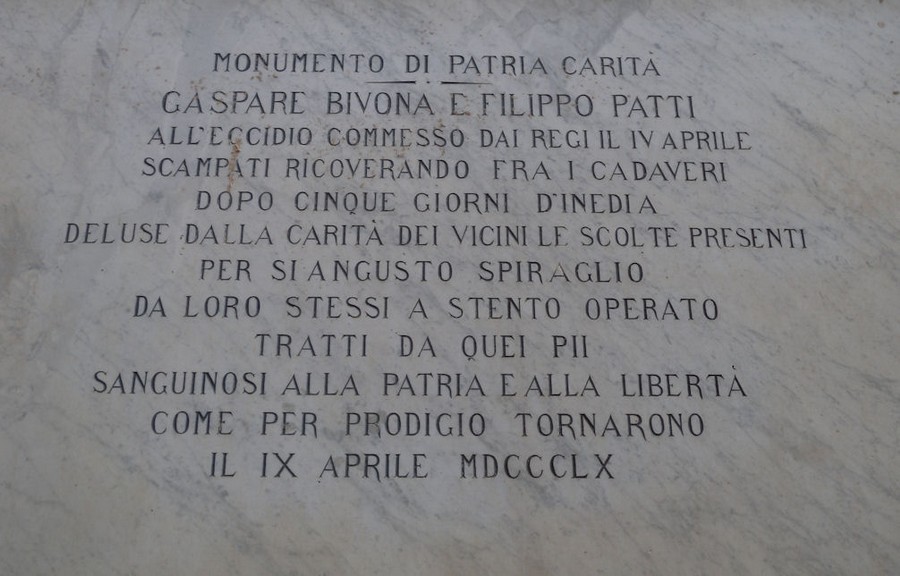 MONUMENTO DI PATRIA CARITÀ
GASPARE BIVONA E FILIPPO PATTI
ALL'ECCIDIO COMMESSO DAI REGI IL IV APRILE
SCAMPATI RICOVERANDO FRA I CADAVERI
DOPO CINQUE GIORNI D'INEDIA
DELUSE DALLA CARITÀ DEI VICINI LE SCOLTE PRESENTI
PER SI ANGUSTO SPIRAGLIO
DA LORO STESSI A STENTO OPERATO
TRATTI DA QUEI PII
SANGUINOSI ALLA PATRIA E ALLA LIBERTÀ
COME PER PRODIGIO TORNARONO
IL IX APRILE MDCCCLX